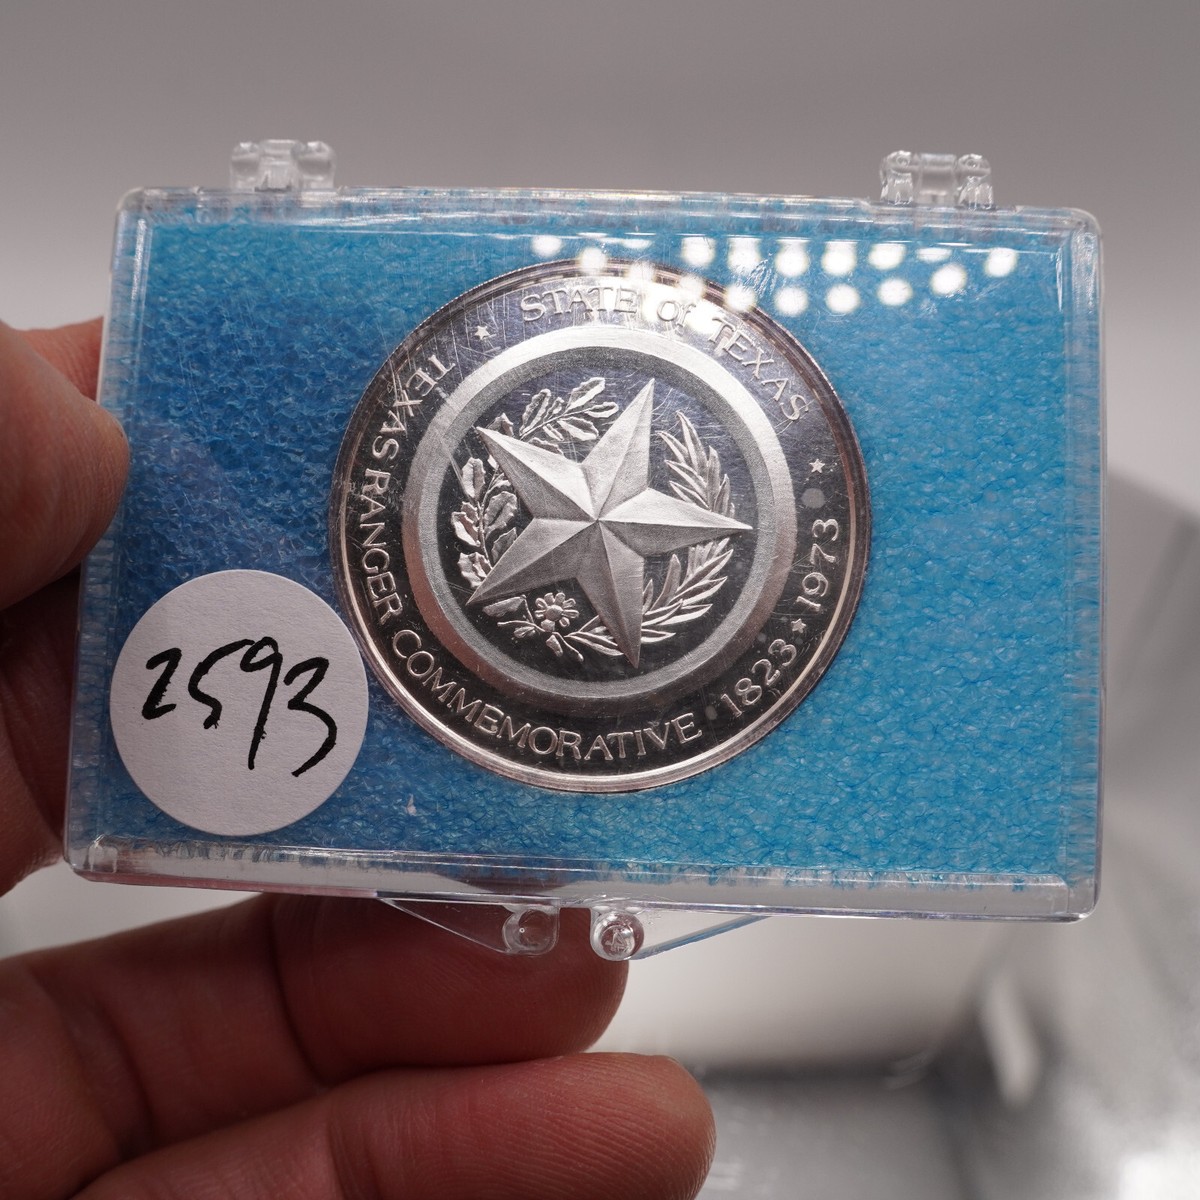 STATE of TEXAS
TEXAS RANGER COMMEMORATIVE · 1823 ★ 1973
2593